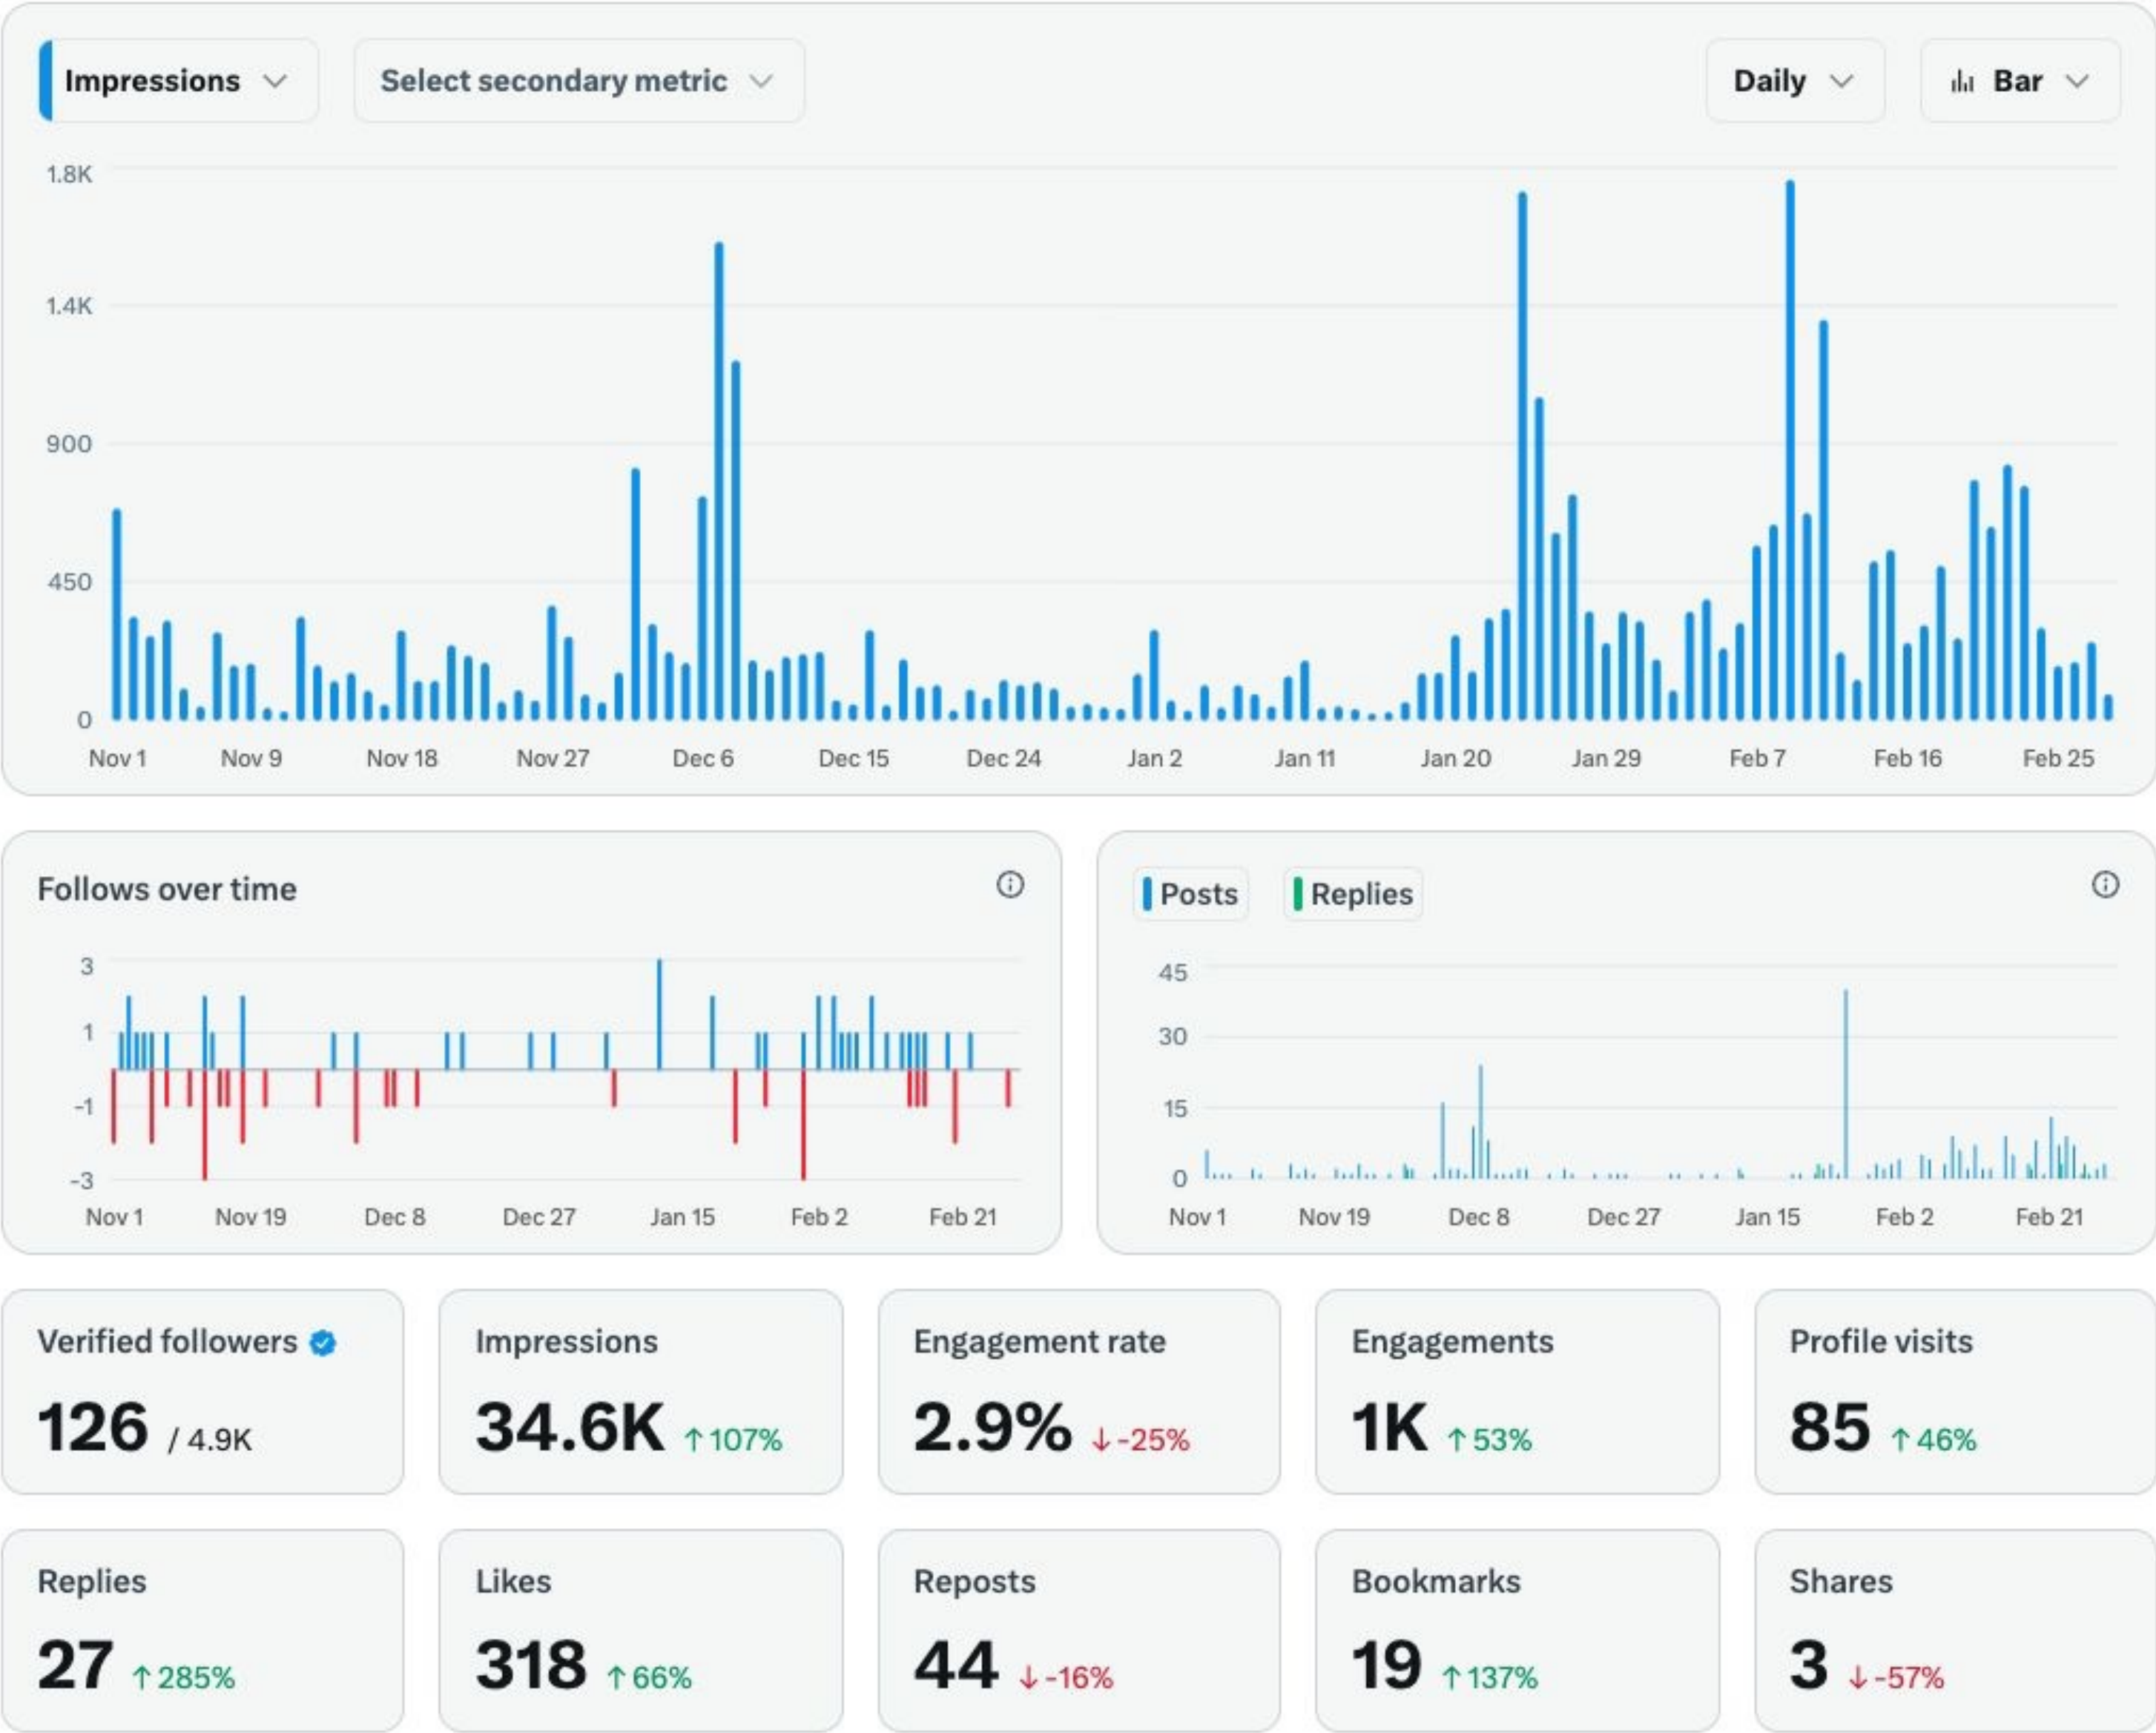 Impressions
Select secondary metric
Daily
Bar
1.8K
1.4K
900
450
0
Nov 1 Nov 9 Nov 18 Nov 27 Dec 6 Dec 15 Dec 24 Jan 2 Jan 11 Jan 20 Jan 29 Feb 7 Feb 16 Feb 25
Follows over time
3
1
-1
-3
Nov 1 Nov 19 Dec 8 Dec 27 Jan 15 Feb 2 Feb 21
Posts Replies
45
30
15
0
Nov 1 Nov 19 Dec 8 Dec 27 Jan 15 Feb 2 Feb 21
Verified followers
126 / 4.9K
Impressions
34.6K ↑107%
Engagement rate
2.9% ↓-25%
Engagements
1K ↑53%
Profile visits
85 ↑46%
Replies
27 ↑285%
Likes
318 ↑66%
Reposts
44 ↓-16%
Bookmarks
19 ↑137%
Shares
3 ↓-57%